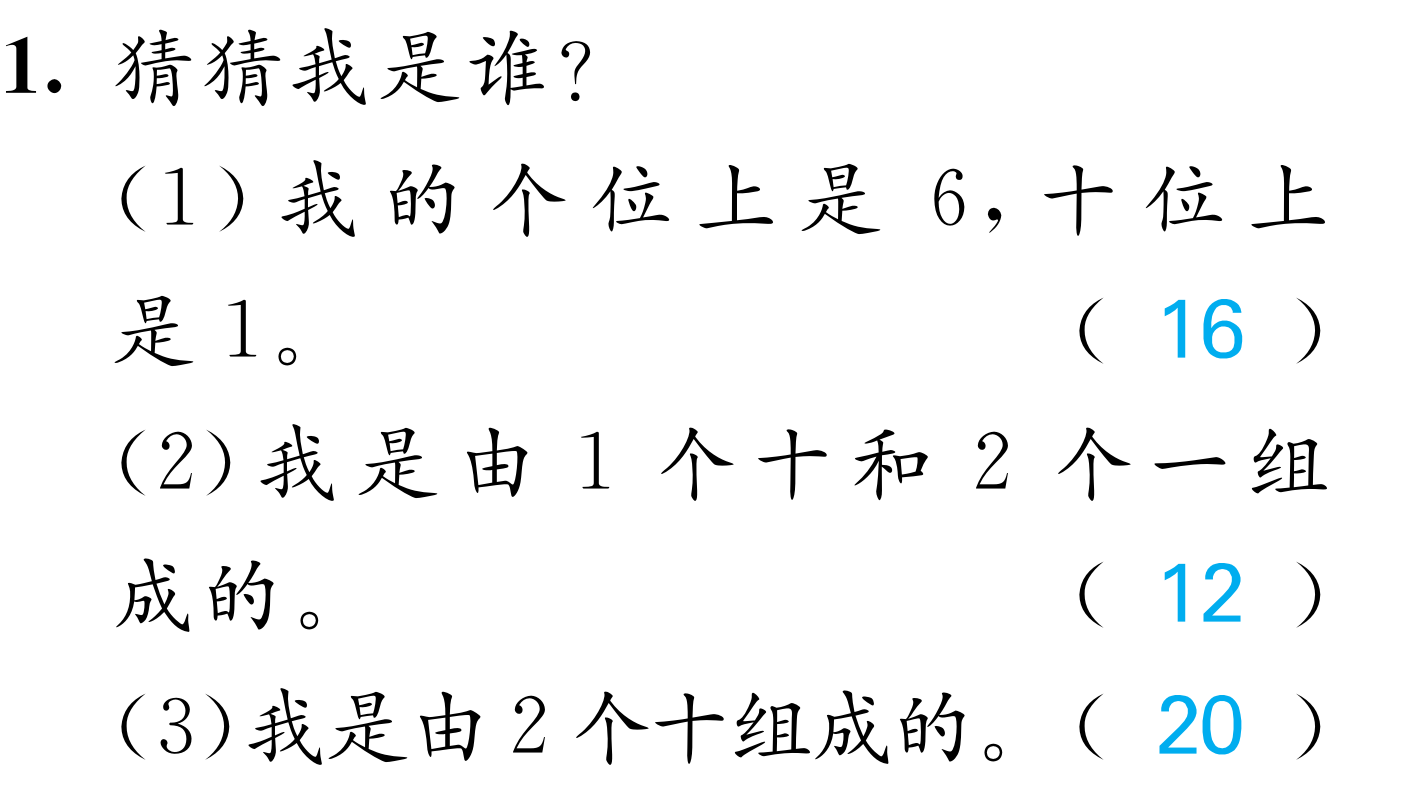 1. 猜猜我是谁?
(1)我的个位上是 6,十位上
是 1。 ( 16 )
(2)我是由 1 个十和 2 个一组
成的。 ( 12 )
(3)我是由 2 个十组成的。( 20 )